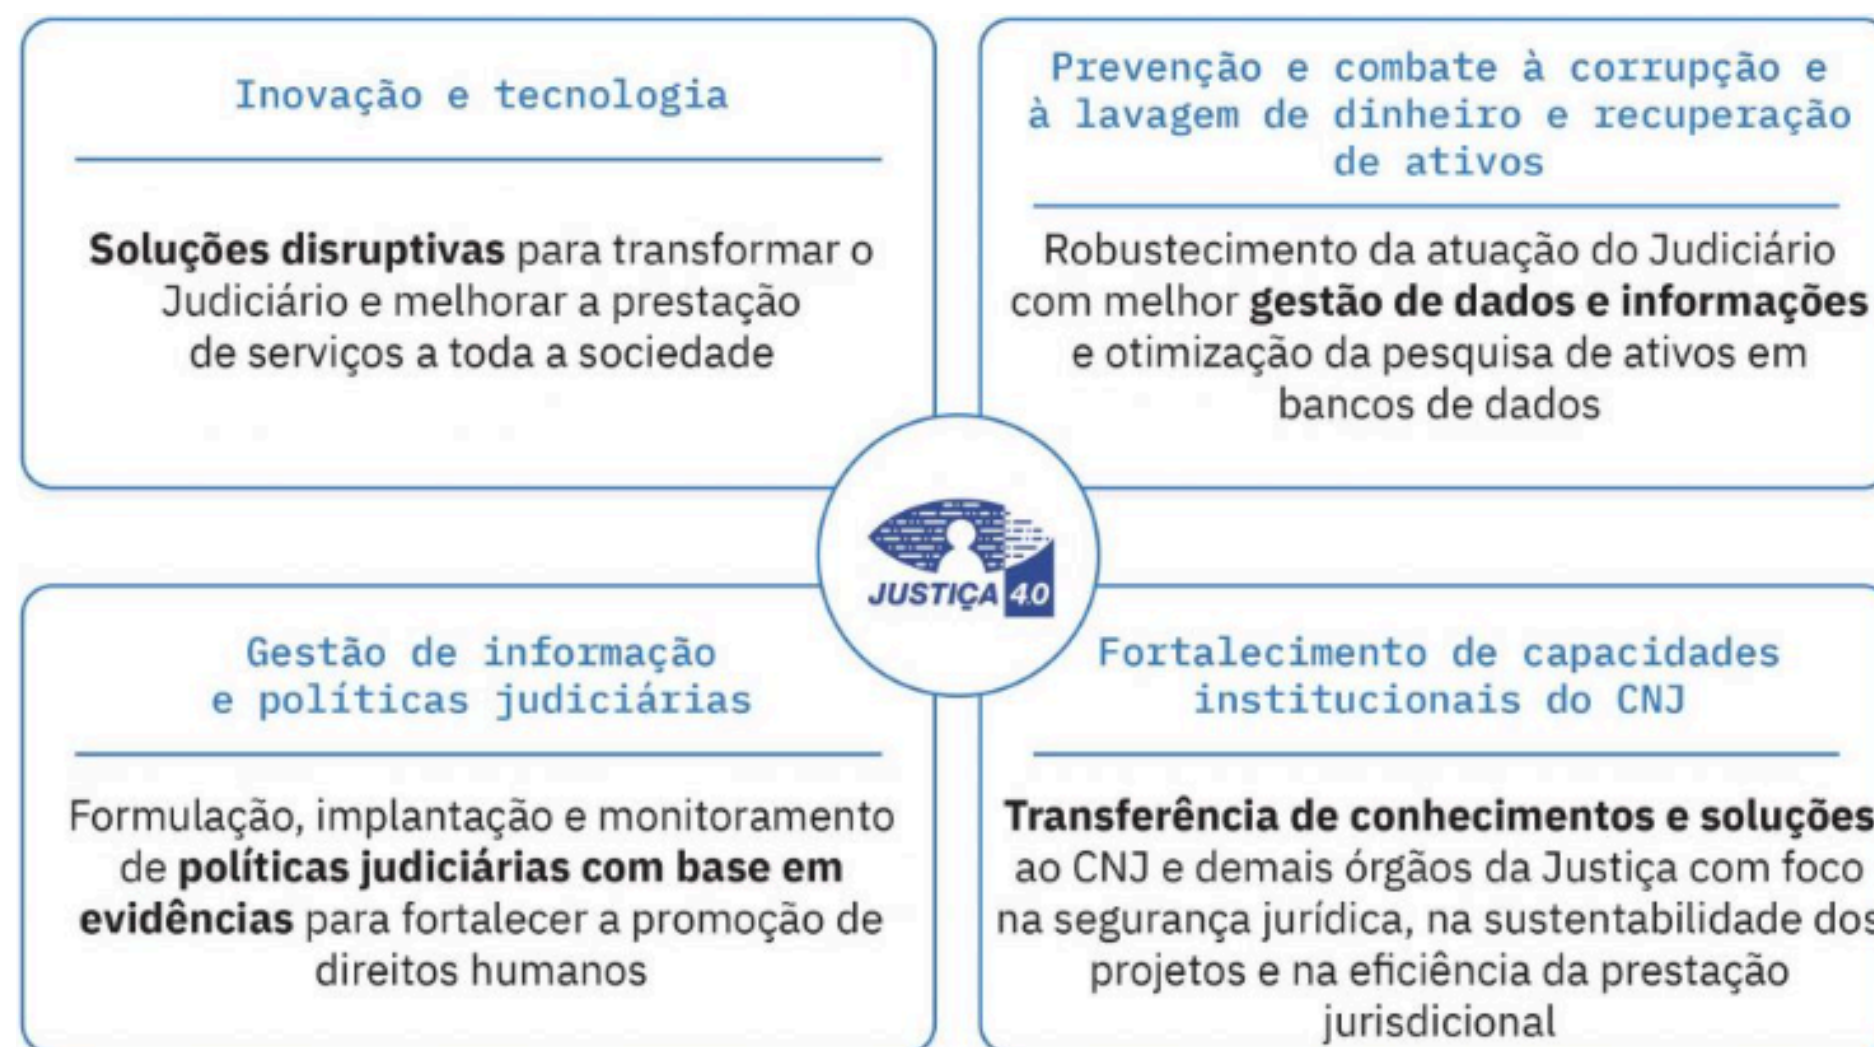 Inovação e tecnologia
Soluções disruptivas para transformar o
Judiciário e melhorar a prestação
de serviços a toda a sociedade
Prevenção e combate à corrupção e
à lavagem de dinheiro e recuperação
de ativos
Robustecimento da atuação do Judiciário
com melhor gestão de dados e informações
e otimização da pesquisa de ativos em
bancos de dados
JUSTIÇA 4.0
Gestão de informação
e políticas judiciárias
Formulação, implantação e monitoramento
de políticas judiciárias com base em
evidências para fortalecer a promoção de
direitos humanos
Fortalecimento de capacidades
institucionais do CNJ
Transferência de conhecimentos e soluções
ao CNJ e demais órgãos da Justiça com foco
na segurança jurídica, na sustentabilidade dos
projetos e na eficiência da prestação
jurisdicional